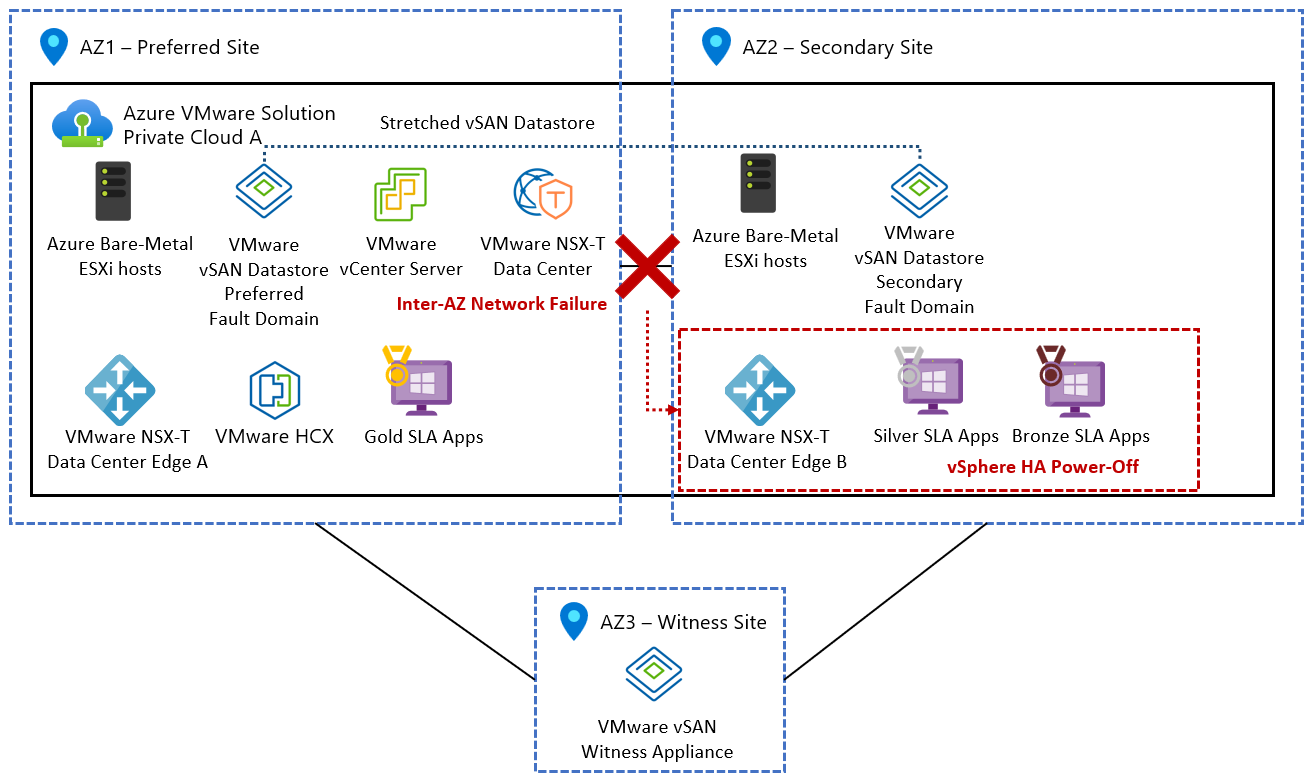 AZ1 – Preferred Site
AZ2 – Secondary Site
Azure VMware Solution
Private Cloud A
Stretched vSAN Datastore
Azure Bare-Metal
ESXi hosts
VMware
vSAN Datastore
Preferred
Fault Domain
VMware
vCenter Server
VMware NSX-T
Data Center
Inter-AZ Network Failure
Azure Bare-Metal
ESXi hosts
VMware
vSAN Datastore
Secondary
Fault Domain
VMware NSX-T
Data Center Edge A
VMware HCX
Gold SLA Apps
VMware NSX-T
Data Center Edge B
Silver SLA Apps
Bronze SLA Apps
vSphere HA Power-Off
AZ3 – Witness Site
VMware vSAN
Witness Appliance